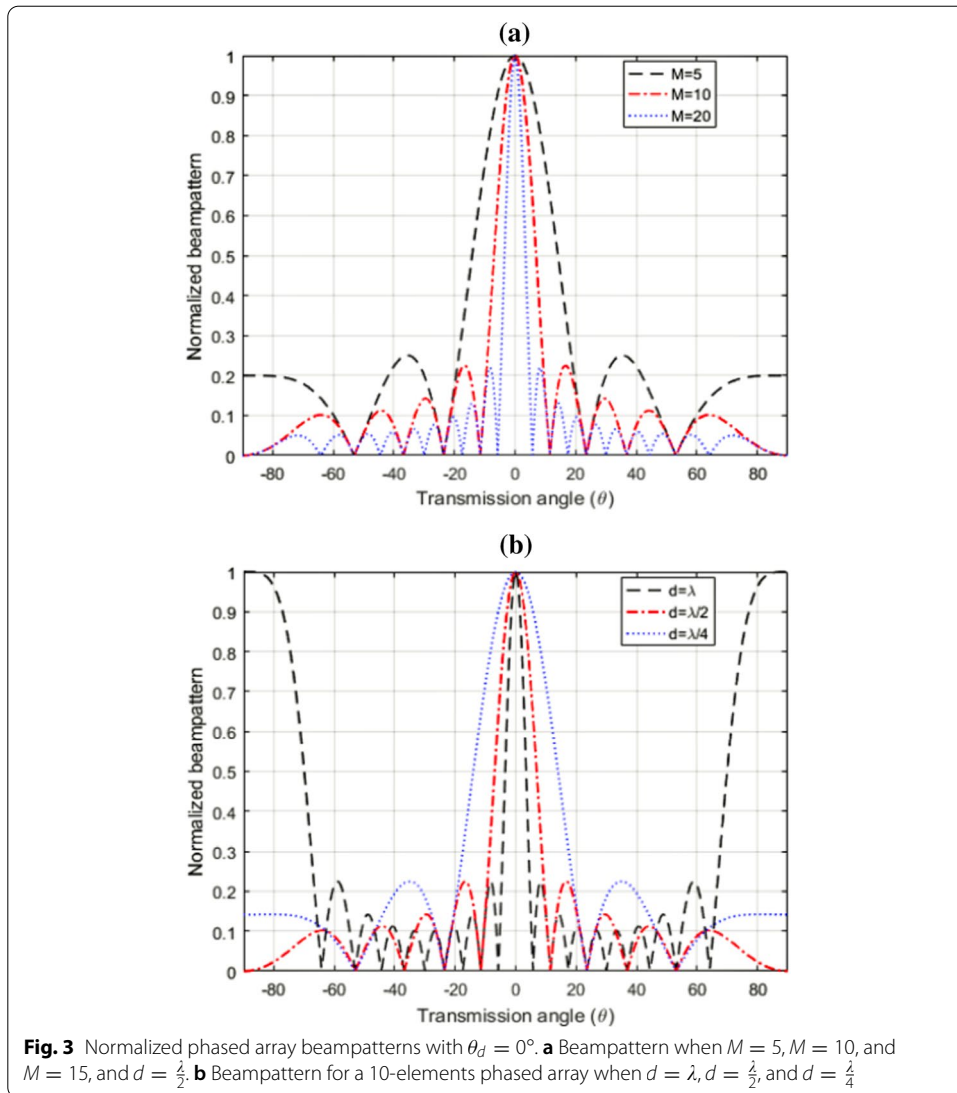 (a)
1
0.9
0.8
0.7
0.6
0.5
0.4
0.3
0.2
0.1
0
Normalized beampattern
M=5
M=10
M=20
-80 -60 -40 -20 0 20 40 60 80
Transmission angle (θ)
(b)
1
0.9
0.8
0.7
0.6
0.5
0.4
0.3
0.2
0.1
0
Normalized beampattern
d=λ
d=λ/2
d=λ/4
-80 -60 -40 -20 0 20 40 60 80
Transmission angle (θ)
Fig. 3 Normalized phased array beampatterns with θ_d = 0°. a Beampattern when M = 5, M = 10, and
M = 15, and d = λ/2. b Beampattern for a 10-elements phased array when d = λ, d = λ/2, and d = λ/4